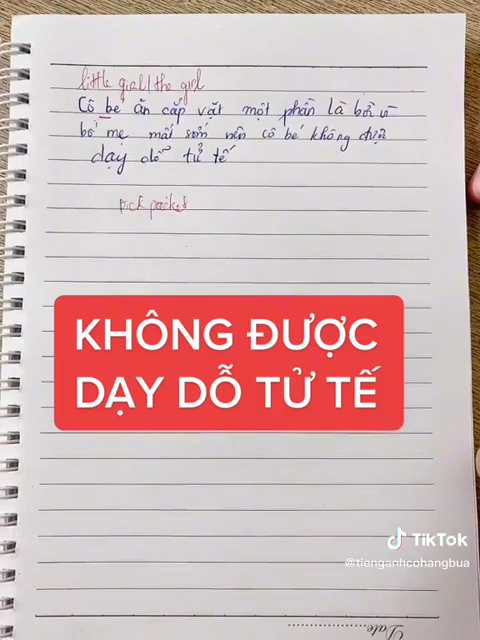 little girl/the girl
Cô bé ăn cắp vặt một phần là bởi vì
bố mẹ mất sớm nên cô bé không được
dạy dỗ tử tế
pick pocket
KHÔNG ĐƯỢC
DẠY DỖ TỬ TẾ
TikTok
@tienganhcohangbua
Date